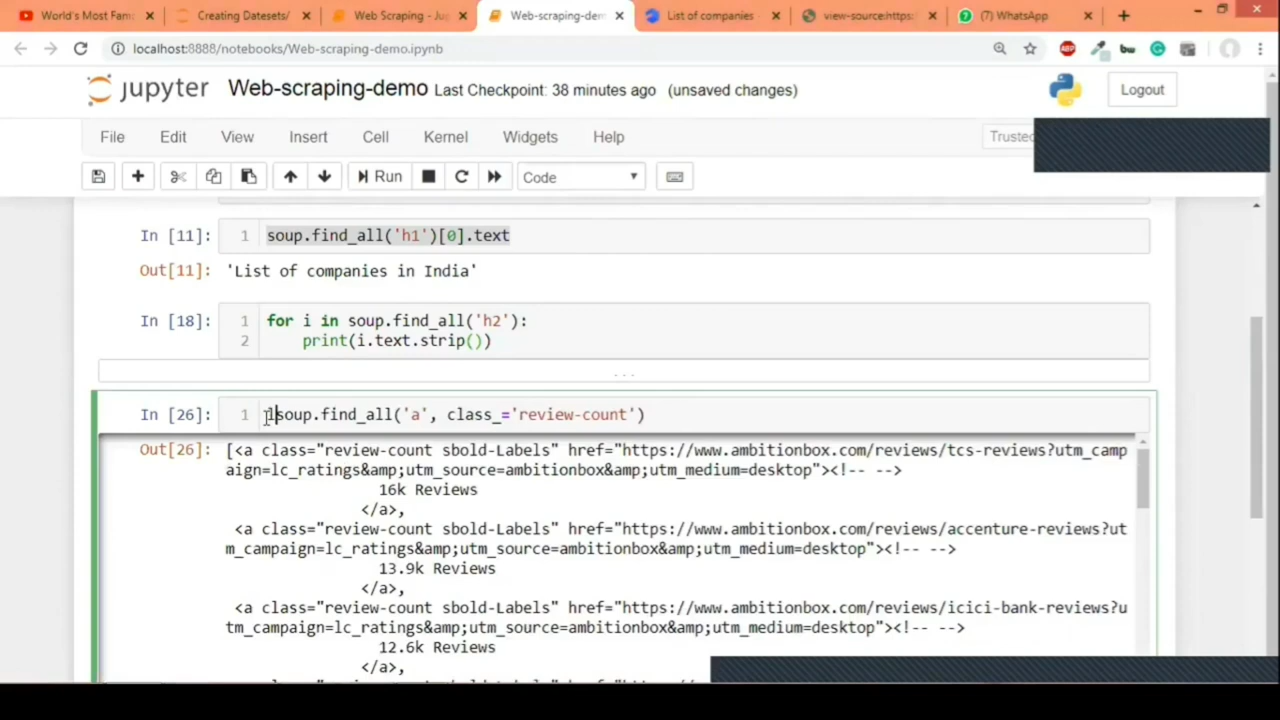 World's Most Fam
Creating Datesets/
Web Scraping - Jup
Web-scraping-dem
List of companies
view-source:https:
(7) WhatsApp
localhost:8888/notebooks/Web-scraping-demo.ipynb
jupyter Web-scraping-demo Last Checkpoint: 38 minutes ago (unsaved changes)
Logout
File Edit View Insert Cell Kernel Widgets Help
Trusted
Run
Code
In [11]: 1 soup.find_all('h1')[0].text
Out[11]: 'List of companies in India'
In [18]: 1 for i in soup.find_all('h2'):
2 print(i.text.strip())
...
In [26]: 1 isoup.find_all('a', class_='review-count')
Out[26]: [<a class="review-count sbold-Labels" href="https://www.ambitionbox.com/reviews/tcs-reviews?utm_camp
aign=lc_ratings&amp;utm_source=ambitionbox&amp;utm_medium=desktop"><!-- -->
16k Reviews
</a>,
<a class="review-count sbold-Labels" href="https://www.ambitionbox.com/reviews/accenture-reviews?ut
m_campaign=lc_ratings&amp;utm_source=ambitionbox&amp;utm_medium=desktop"><!-- -->
13.9k Reviews
</a>,
<a class="review-count sbold-Labels" href="https://www.ambitionbox.com/reviews/icici-bank-reviews?u
tm_campaign=lc_ratings&amp;utm_source=ambitionbox&amp;utm_medium=desktop"><!-- -->
12.6k Reviews
</a>,